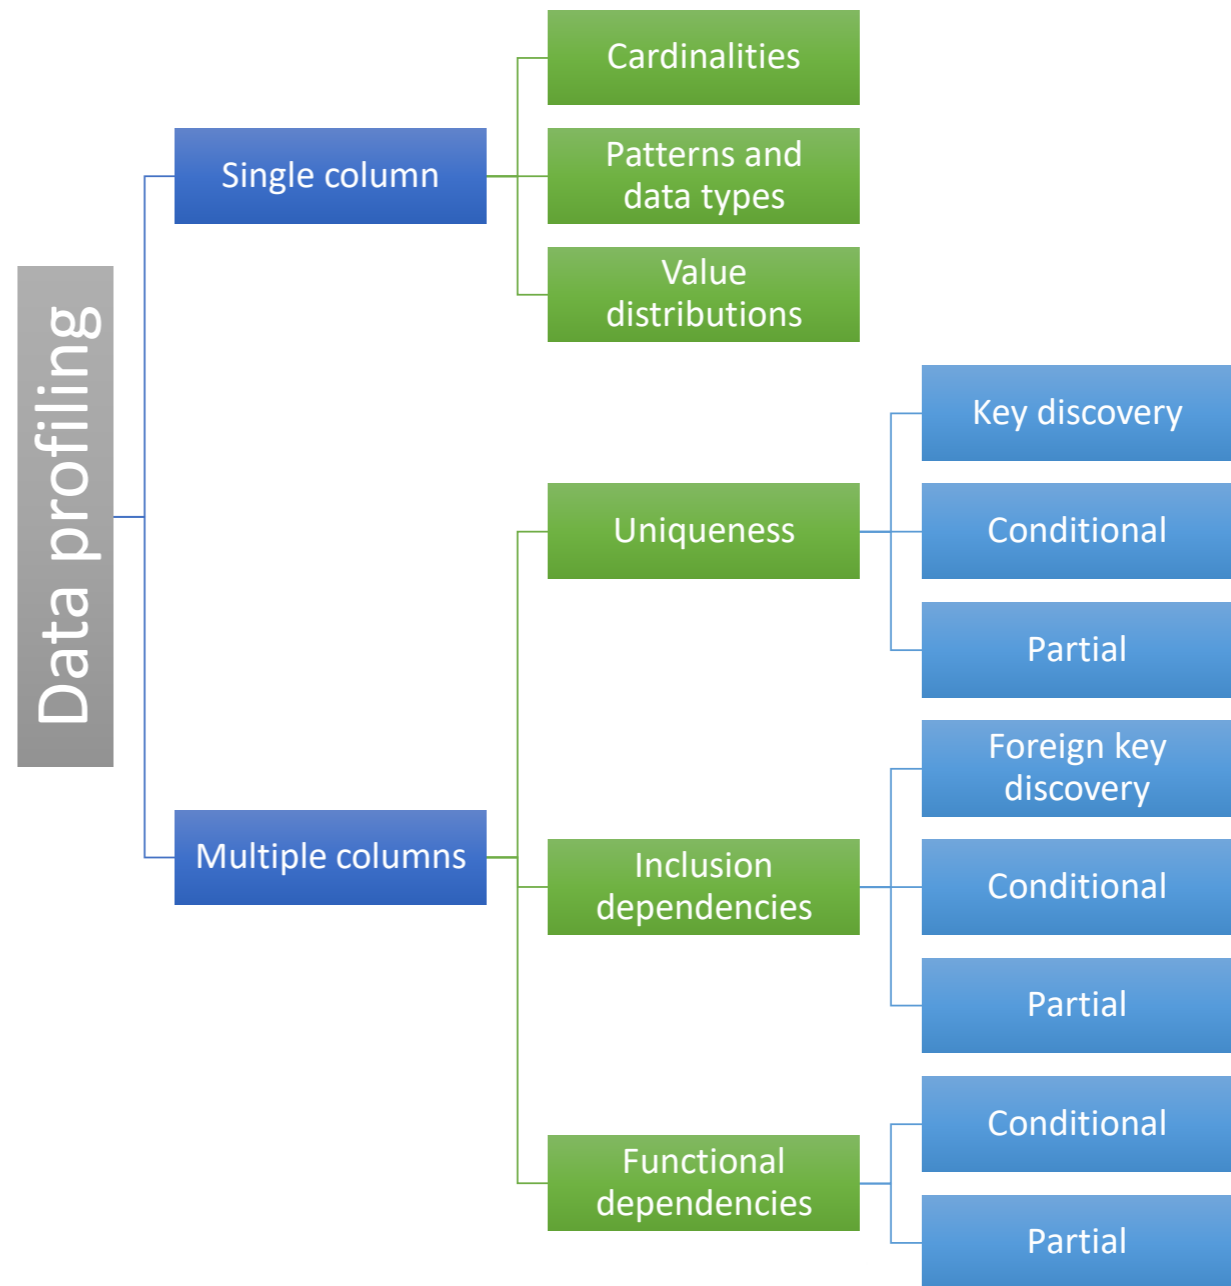 Data profiling
Single column
Cardinalities
Patterns and
data types
Value
distributions
Multiple columns
Uniqueness
Key discovery
Conditional
Partial
Inclusion
dependencies
Foreign key
discovery
Conditional
Partial
Functional
dependencies
Conditional
Partial